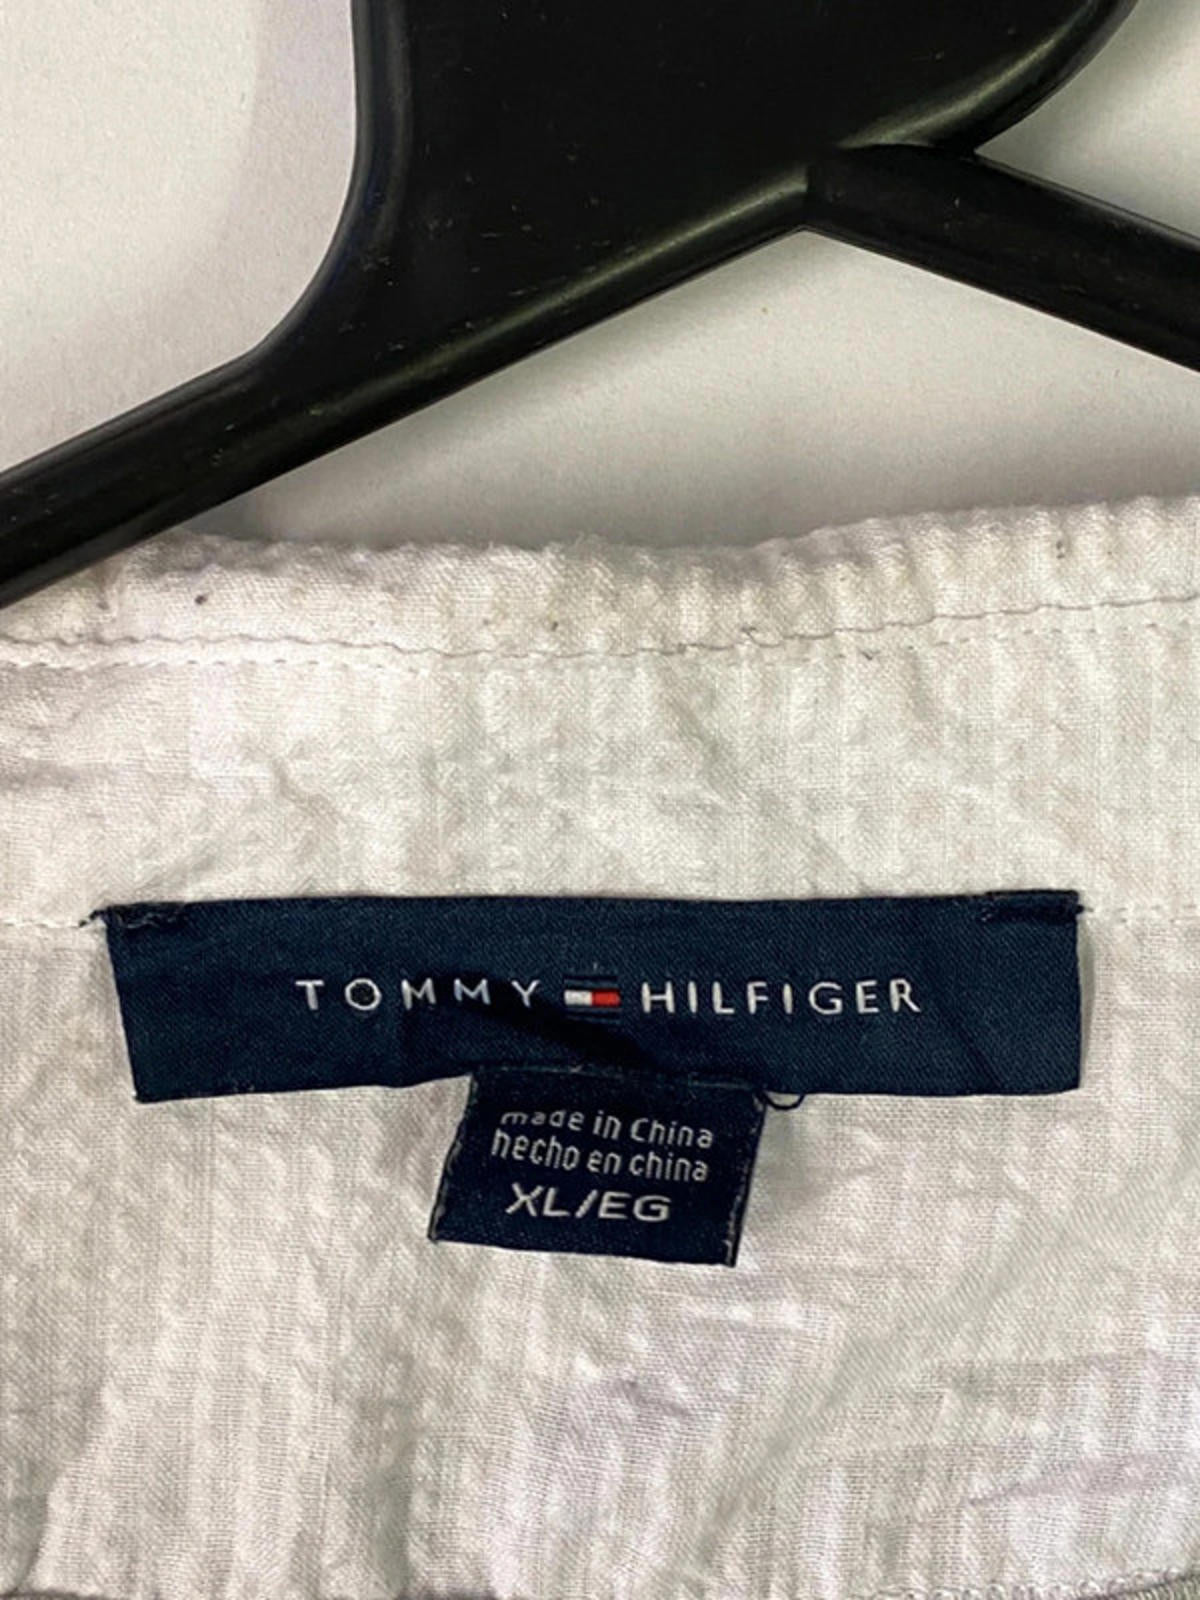 TOMMY HILFIGER
made in China
hecho en china
XL/EG